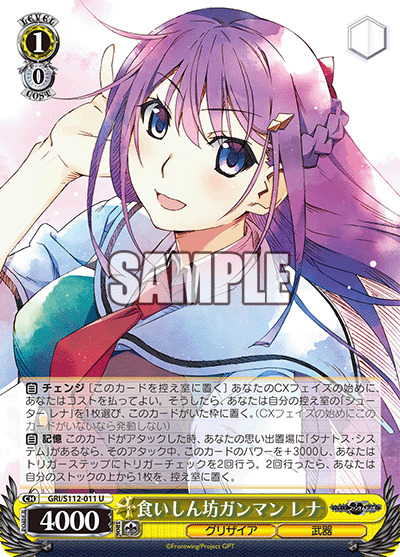 LEVEL
1
0
COST
SAMPLE
自 チェンジ [このカードを控え室に置く] あなたのCXフェイズの始めに、
あなたはコストを払ってよい。そうしたら、あなたは自分の控え室の「シュー
ター レナ」を1枚選び、このカードがいた枠に置く。(CXフェイズの始めにこの
カードがいないなら発動しない)
自 記憶 このカードがアタックした時、あなたの思い出置場に「タナトス・シス
テム」があるなら、そのアタック中、このカードのパワーを+3000し、あなたは
トリガーステップにトリガーチェックを2回行う。2回行ったなら、あなたは
自分のストックの上から1枚を、控え室に置く。
CH GRI/S112-011 U
4000
食いしん坊ガンマン レナ
グリザイア
武器
©Frontwing/Project GPT